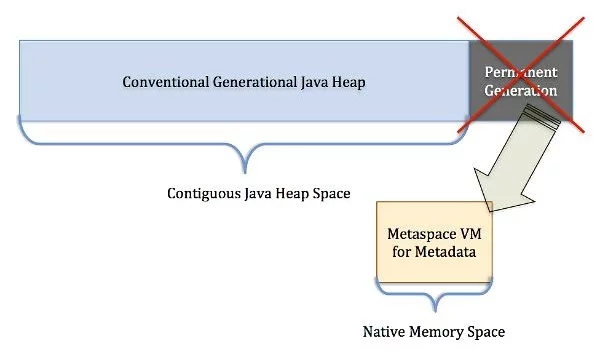 Conventional Generational Java Heap
Permanent
Generation
Contiguous Java Heap Space
Metaspace VM
for Metadata
Native Memory Space